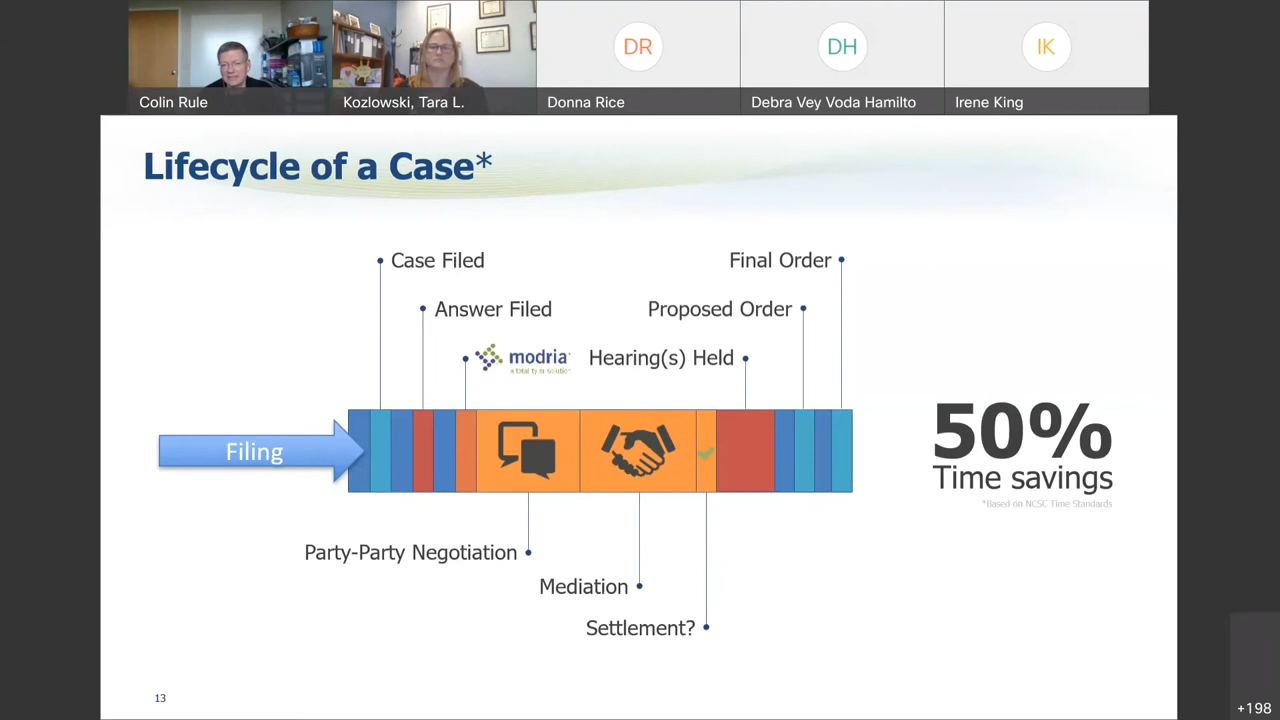 DR
DH
IK
Colin Rule
Kozlowski, Tara L.
Donna Rice
Debra Vey Voda Hamilto
Irene King
Lifecycle of a Case*
Case Filed
Final Order
Answer Filed
Proposed Order
modria
Hearing(s) Held
Filing
50%
Time savings
*Based on NCSC Time Standards
Party-Party Negotiation
Mediation
Settlement?
13
+198